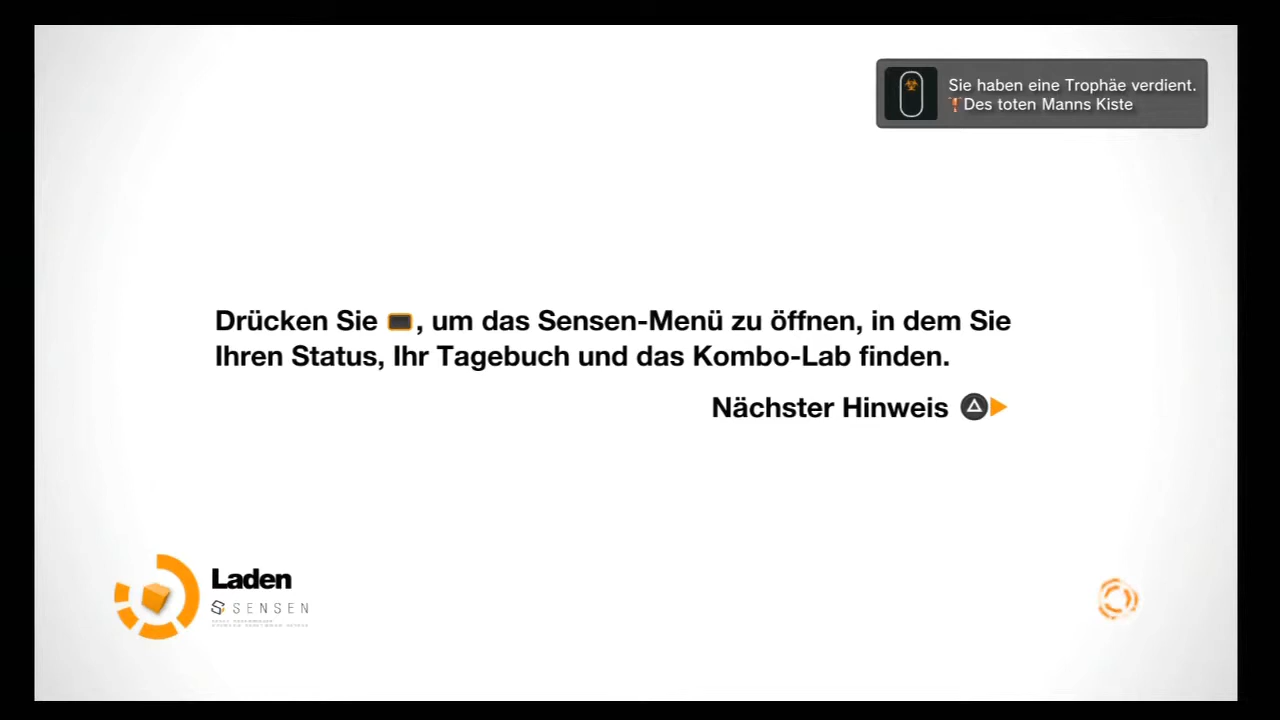 Sie haben eine Trophäe verdient.
Des toten Manns Kiste
Drücken Sie , um das Sensen-Menü zu öffnen, in dem Sie
Ihren Status, Ihr Tagebuch und das Kombo-Lab finden.
Nächster Hinweis
Laden
SENSEN